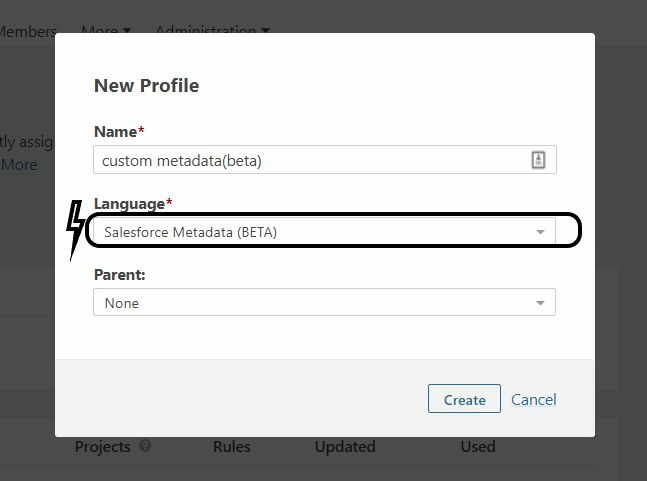 Members More Administration
New Profile
tly assig
Name*
More
custom metadata(beta)
Language*
Salesforce Metadata (BETA)
Parent:
None
Create Cancel
Projects Rules Updated Used